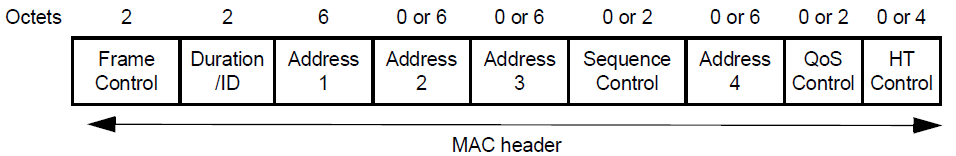 Octets 2 2 6 0 or 6 0 or 6 0 or 2 0 or 6 0 or 2 0 or 4
Frame Control
Duration /ID
Address 1
Address 2
Address 3
Sequence Control
Address 4
QoS Control
HT Control
MAC header